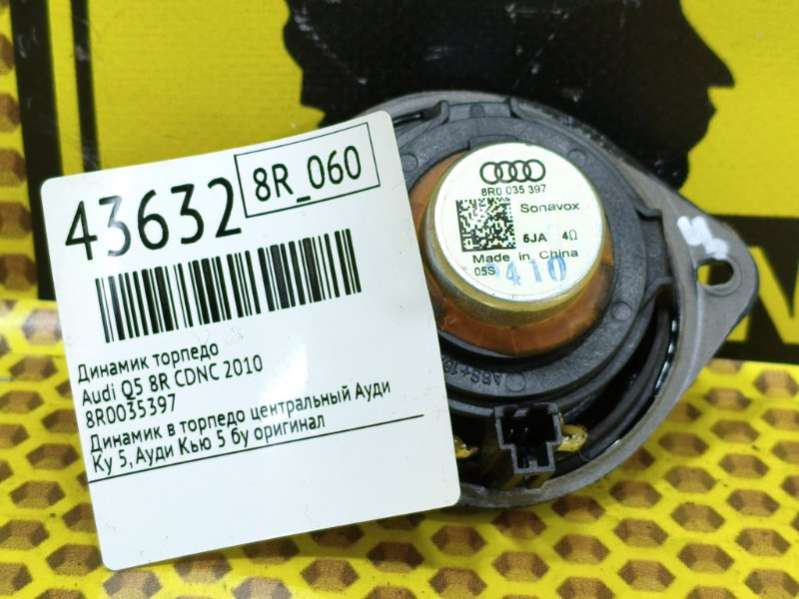 43632
8R_060
Динамик торпедо
Audi Q5 8R CDNC 2010
8R0035397
Динамик в торпедо центральный Ауди
Ку 5, Ауди Кью 5 бу оригинал
8R0 035 397
Sonavox
6JA 4Ω
Made in China
05S
410